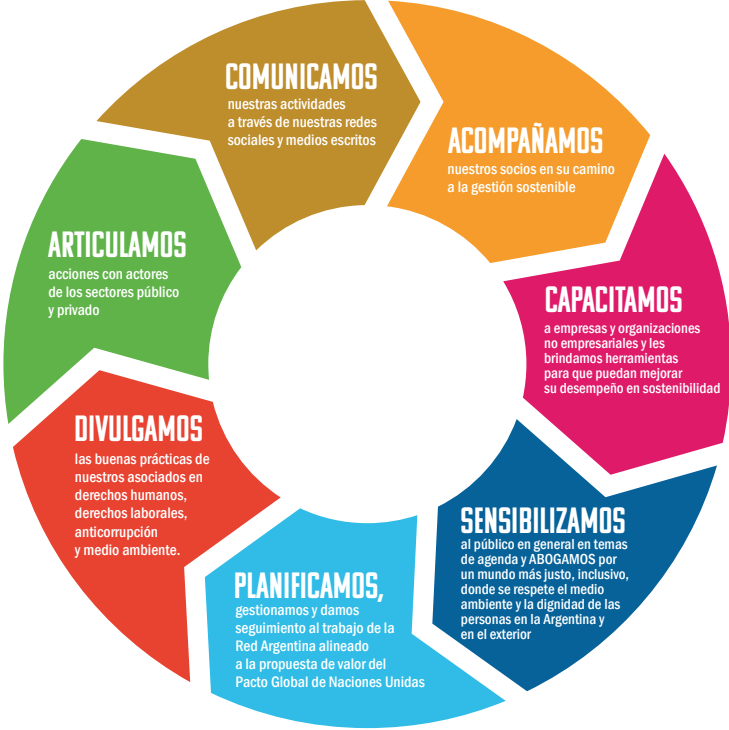 COMUNICAMOS
nuestras actividades
a través de nuestras redes
sociales y medios escritos
ACOMPAÑAMOS
nuestros socios en su camino
a la gestión sostenible
CAPACITAMOS
a empresas y organizaciones
no empresariales y les
brindamos herramientas
para que puedan mejorar
su desempeño en sostenibilidad
SENSIBILIZAMOS
al público en general en temas
de agenda y ABOGAMOS por
un mundo más justo, inclusivo,
donde se respete el medio
ambiente y la dignidad de las
personas en la Argentina y
en el exterior
PLANIFICAMOS,
gestionamos y damos
seguimiento al trabajo de la
Red Argentina alineado
a la propuesta de valor del
Pacto Global de Naciones Unidas
DIVULGAMOS
las buenas prácticas de
nuestros asociados en
derechos humanos,
derechos laborales,
anticorrupción
y medio ambiente.
ARTICULAMOS
acciones con actores
de los sectores público
y privado